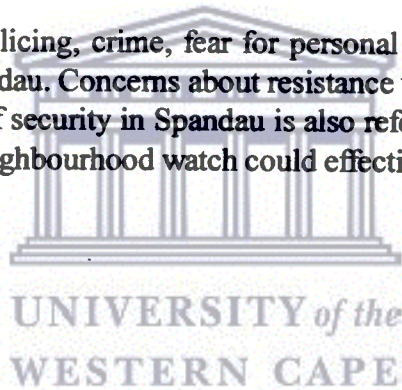 licing, crime, fear for personal
dau. Concerns about resistance
f security in Spandau is also refe
ghbourhood watch could effecti
UNIVERSITY of the
WESTERN CAPE